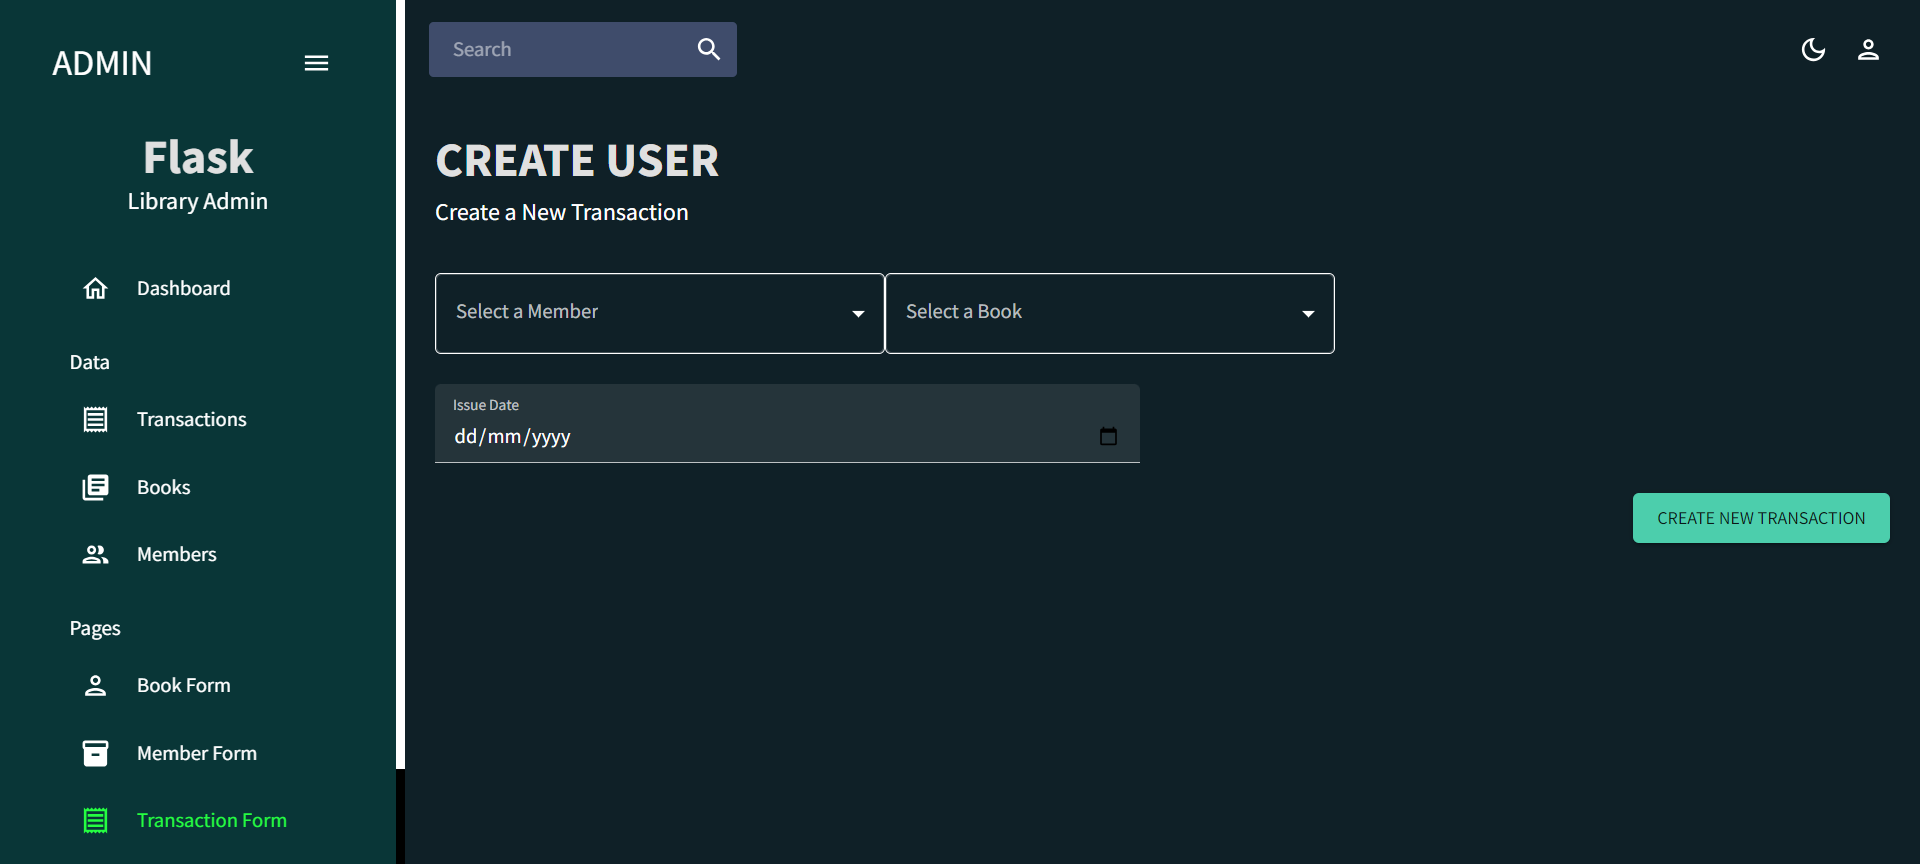 ADMIN
Flask
Library Admin
Dashboard
Data
Transactions
Books
Members
Pages
Book Form
Member Form
Transaction Form
Search
CREATE USER
Create a New Transaction
Select a Member
Select a Book
Issue Date
dd/mm/yyyy
CREATE NEW TRANSACTION